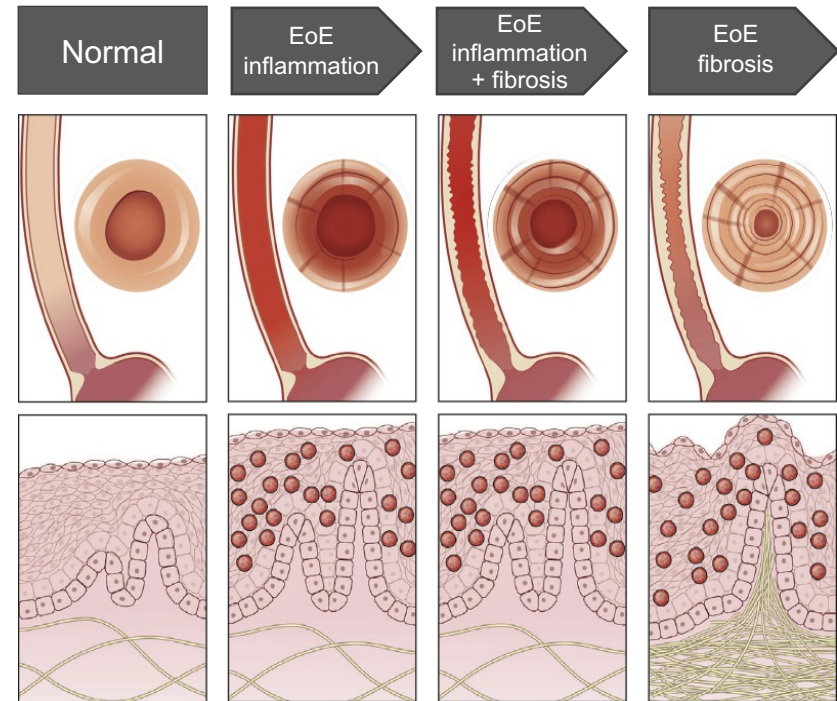 Normal
EoE
inflammation
EoE
inflammation
+ fibrosis
EoE
fibrosis